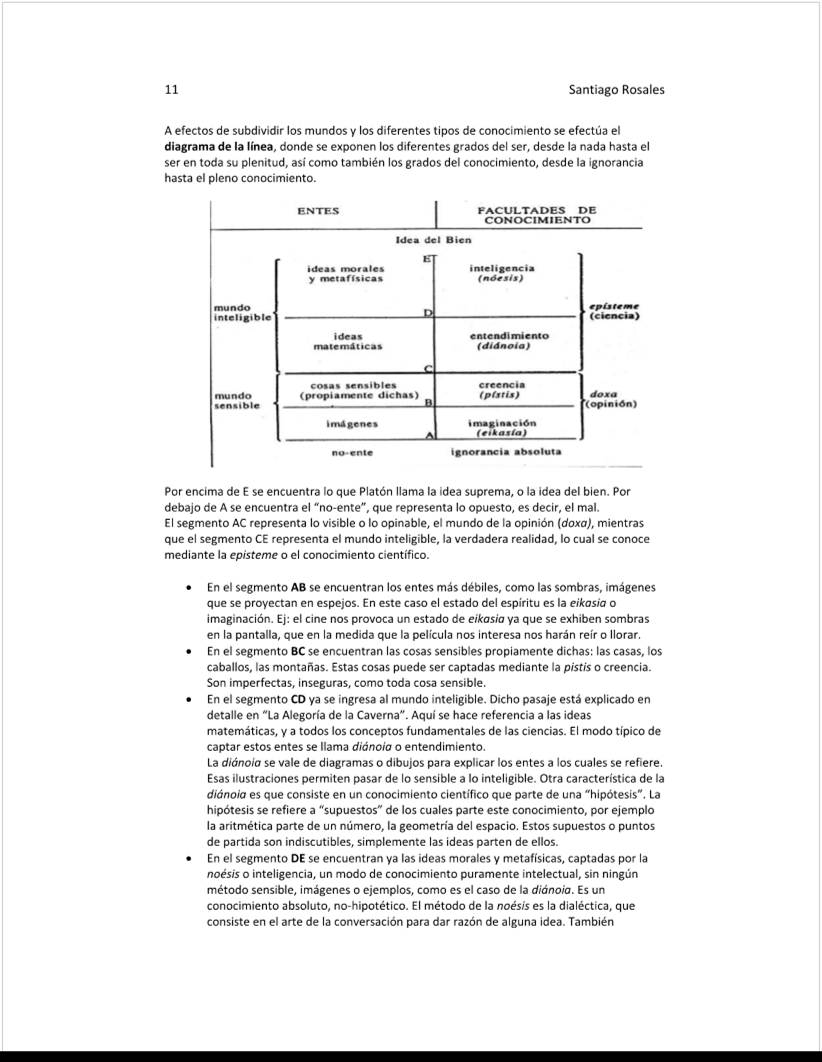 11 Santiago Rosales
A efectos de subdividir los mundos y los diferentes tipos de conocimiento se efectúa el
diagrama de la línea, donde se exponen los diferentes grados del ser, desde la nada hasta el
ser en toda su plenitud, así como también los grados del conocimiento, desde la ignorancia
hasta el pleno conocimiento.
ENTES
FACULTADES DE
CONOCIMIENTO
Idea del Bien
E
ideas morales
y metafísicas
inteligencia
(nóesis)
mundo
inteligible
D
episteme
(ciencia)
ideas
matemáticas
entendimiento
(diánoia)
C
cosas sensibles
(propiamente dichas)
creencia
(pístis)
mundo
sensible
B
doxa
(opinión)
imágenes
imaginación
(eikasía)
A
no-ente
ignorancia absoluta
Por encima de E se encuentra lo que Platón llama la idea suprema, o la idea del bien. Por
debajo de A se encuentra el “no-ente”, que representa lo opuesto, es decir, el mal.
El segmento AC representa lo visible o lo opinable, el mundo de la opinión (doxa), mientras
que el segmento CE representa el mundo inteligible, la verdadera realidad, lo cual se conoce
mediante la episteme o el conocimiento científico.
• En el segmento AB se encuentran los entes más débiles, como las sombras, imágenes
que se proyectan en espejos. En este caso el estado del espíritu es la eikasia o
imaginación. Ej: el cine nos provoca un estado de eikasia ya que se exhiben sombras
en la pantalla, que en la medida que la película nos interesa nos harán reír o llorar.
• En el segmento BC se encuentran las cosas sensibles propiamente dichas: las casas, los
caballos, las montañas. Estas cosas puede ser captadas mediante la pistis o creencia.
Son imperfectas, inseguras, como toda cosa sensible.
• En el segmento CD ya se ingresa al mundo inteligible. Dicho pasaje está explicado en
detalle en “La Alegoría de la Caverna”. Aquí se hace referencia a las ideas
matemáticas, y a todos los conceptos fundamentales de las ciencias. El modo típico de
captar estos entes se llama diánoia o entendimiento.
La diánoia se vale de diagramas o dibujos para explicar los entes a los cuales se refiere.
Esas ilustraciones permiten pasar de lo sensible a lo inteligible. Otra característica de la
diánoia es que consiste en un conocimiento científico que parte de una “hipótesis”. La
hipótesis se refiere a “supuestos” de los cuales parte este conocimiento, por ejemplo
la aritmética parte de un número, la geometría del espacio. Estos supuestos o puntos
de partida son indiscutibles, simplemente las ideas parten de ellos.
• En el segmento DE se encuentran ya las ideas morales y metafísicas, captadas por la
noésis o inteligencia, un modo de conocimiento puramente intelectual, sin ningún
método sensible, imágenes o ejemplos, como es el caso de la diánoia. Es un
conocimiento absoluto, no-hipotético. El método de la noésis es la dialéctica, que
consiste en el arte de la conversación para dar razón de alguna idea. También